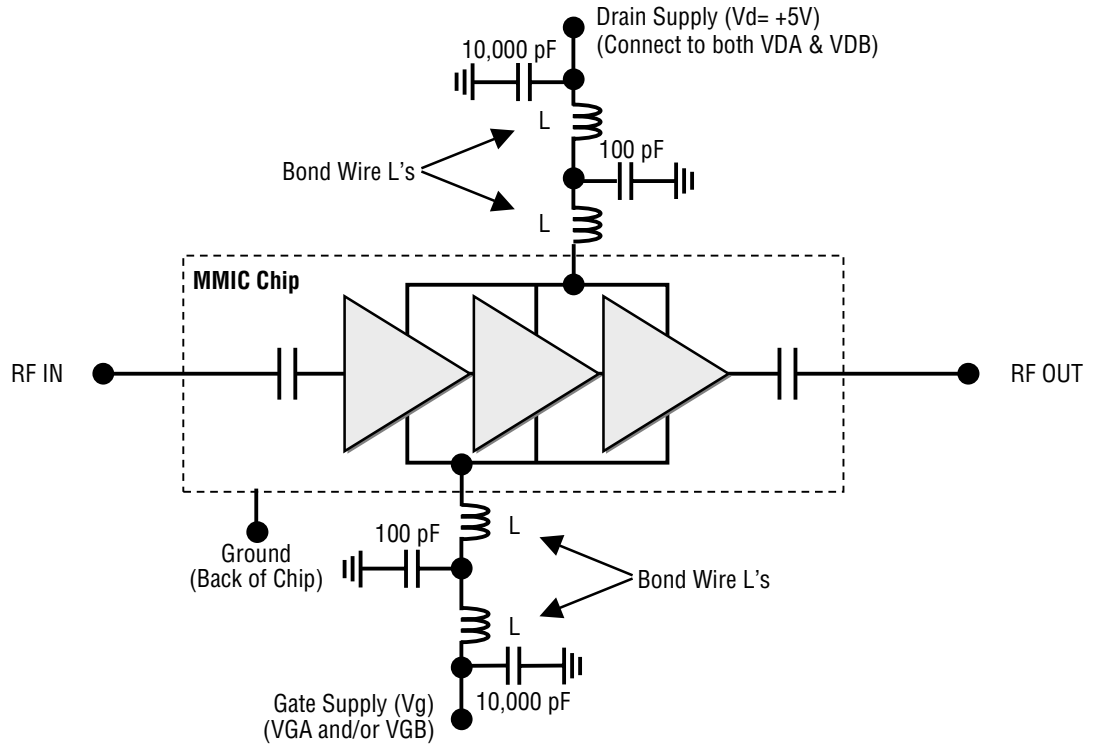 Drain Supply (Vd= +5V)
(Connect to both VDA & VDB)
10,000 pF
L
100 pF
Bond Wire L's
L
MMIC Chip
RF IN
RF OUT
Ground
(Back of Chip)
100 pF
L
Bond Wire L's
L
10,000 pF
Gate Supply (Vg)
(VGA and/or VGB)